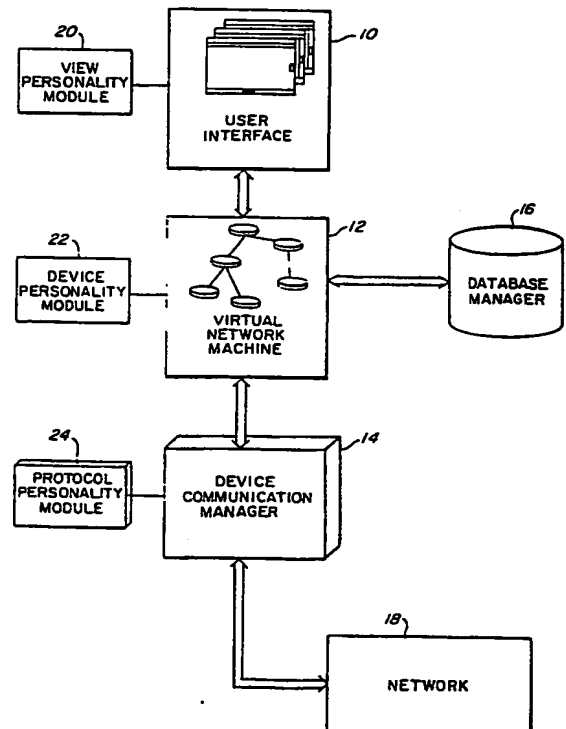 20
10
VIEW
PERSONALITY
MODULE
USER
INTERFACE
22
12
16
DEVICE
PERSONALITY
MODULE
VIRTUAL
NETWORK
MACHINE
DATABASE
MANAGER
24
14
PROTOCOL
PERSONALITY
MODULE
DEVICE
COMMUNICATION
MANAGER
18
NETWORK